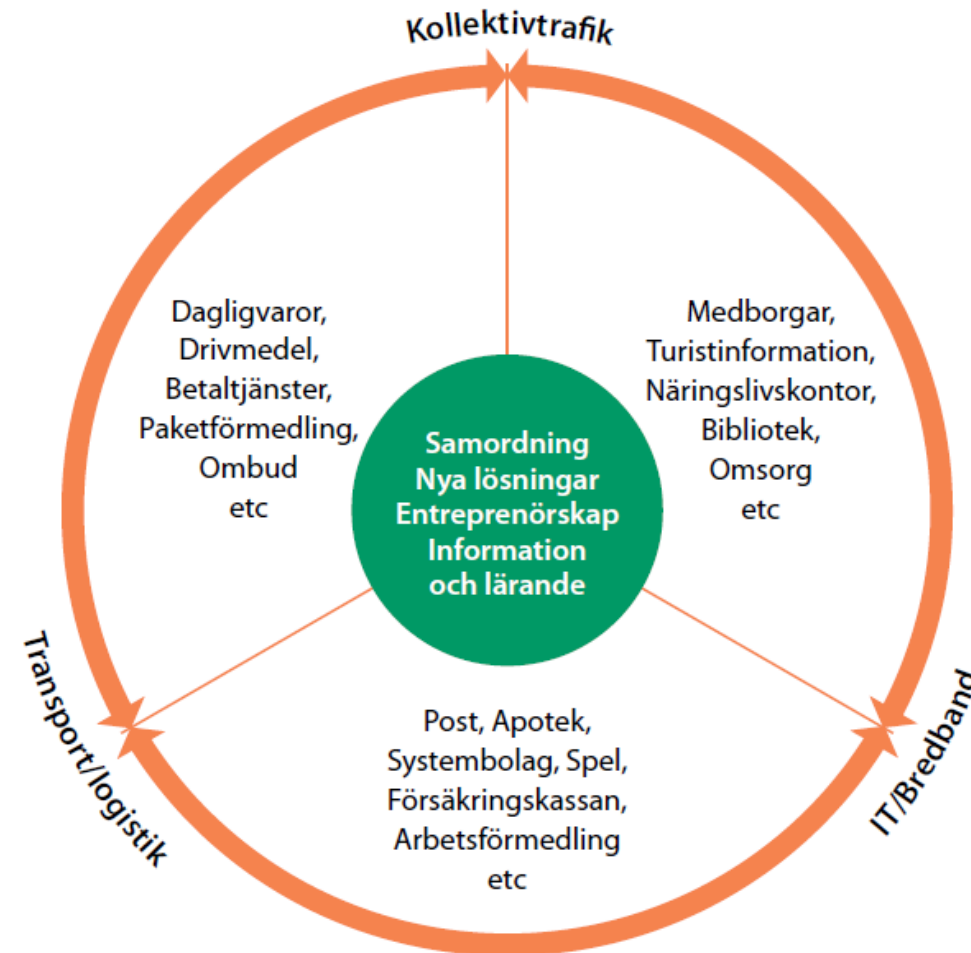 Kollektivtrafik
Dagligvaror,
Drivmedel,
Betaltjänster,
Paketförmedling,
Ombud
etc
Medborgar,
Turistinformation,
Näringslivskontor,
Bibliotek,
Omsorg
etc
Samordning
Nya lösningar
Entreprenörskap
Information
och lärande
Transport/logistik
IT/Bredband
Post, Apotek,
Systembolag, Spel,
Försäkringskassan,
Arbetsförmedling
etc